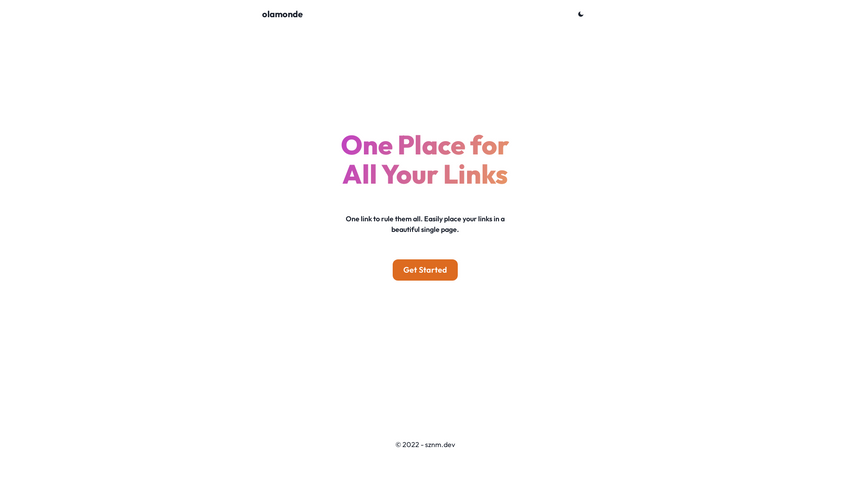 olamonde
One Place for
All Your Links
One link to rule them all. Easily place your links in a
beautiful single page.
Get Started
© 2022 - sznm.dev